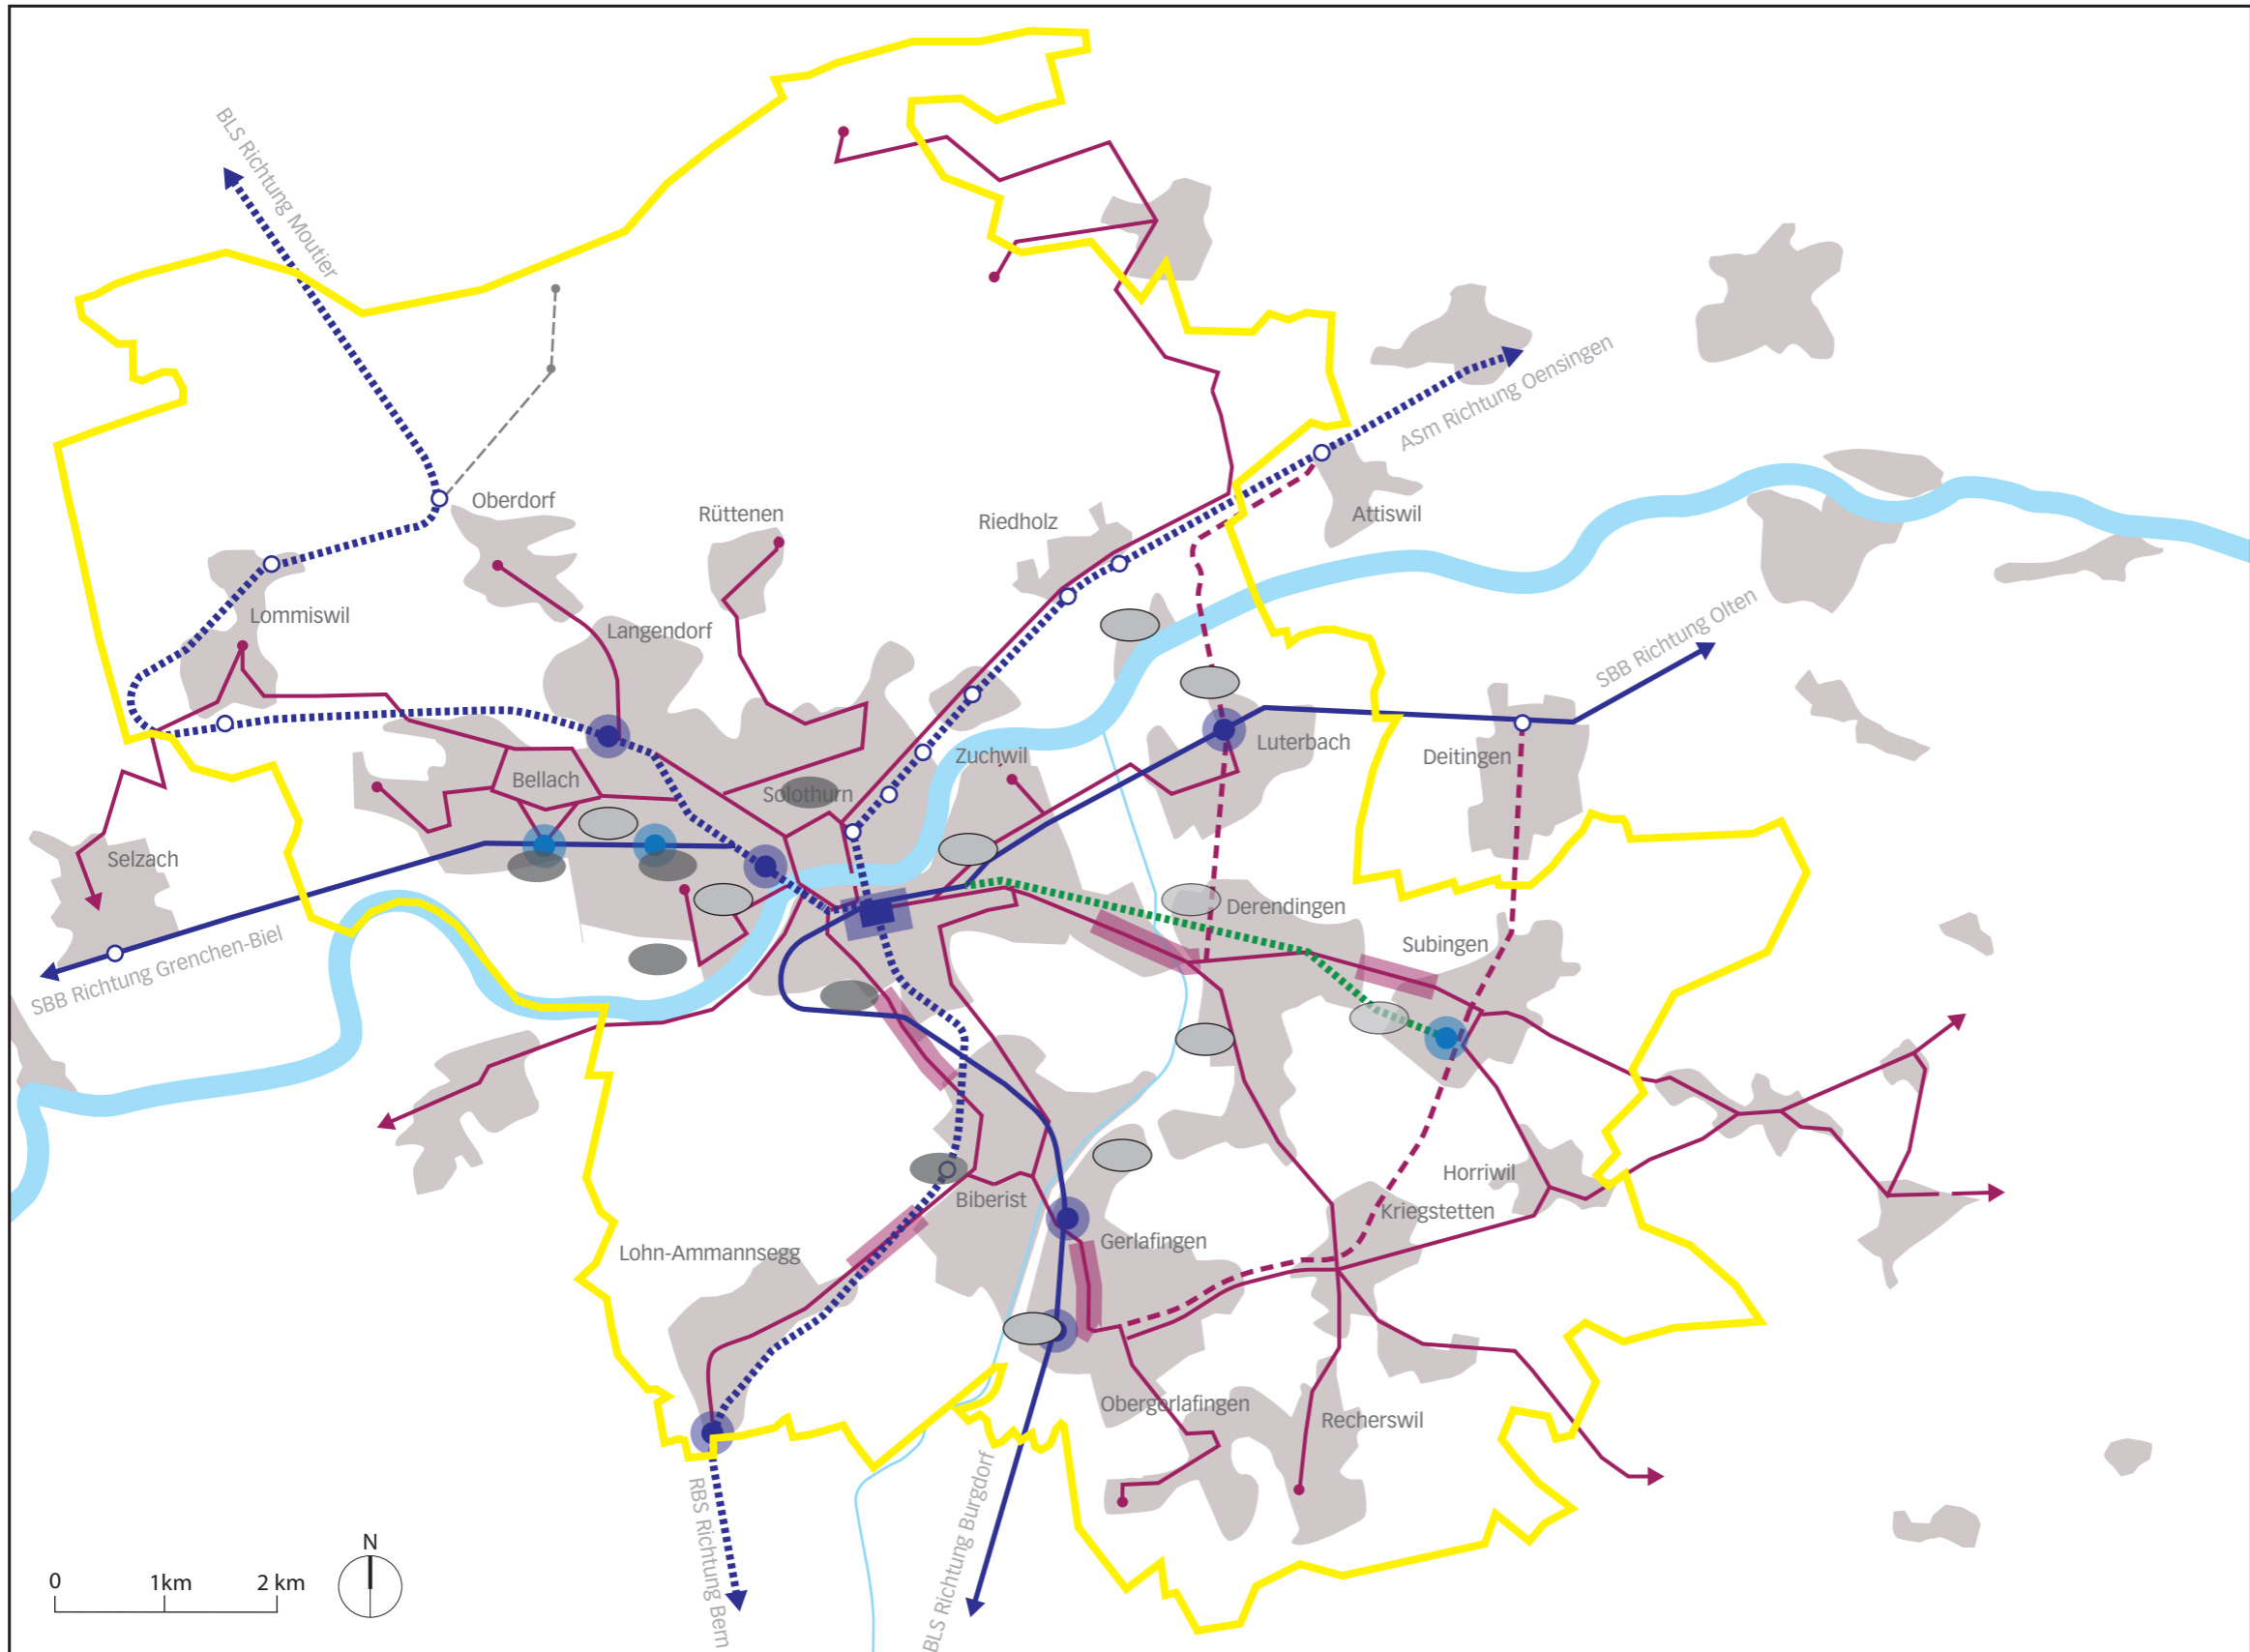 BLS Richtung Moutier
ASm Richtung Oensingen
Oberdorf
Rüttenen
Riedholz
Attiswil
Lommiswil
Langendorf
SBB Richtung Olten
Zuchwil
Luterbach
Deitingen
Bellach
Solothurn
Selzach
Derendingen
Subingen
SBB Richtung Grenchen-Biel
Horriwil
Biberist
Kriegstetten
Gerlafingen
Lohn-Ammannsegg
Obergerlafingen
Recherswil
RBS Richtung Bern
BLS Richtung Burgdorf
N
0 1km 2 km